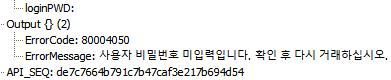 loginPWD:
Output {} (2)
ErrorCode: 80004050
ErrorMessage: 사용자 비밀번호 미입력입니다. 확인 후 다시 거래하십시오.
API_SEQ: de7c7664b791c7b47caf3e217b694d54